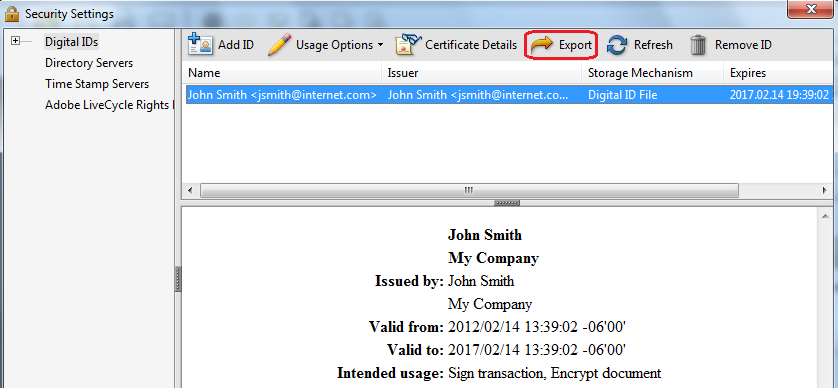 Security Settings
Digital IDs
Directory Servers
Time Stamp Servers
Adobe LiveCycle Rights
Add ID Usage Options Certificate Details Export Refresh Remove ID
Name Issuer Storage Mechanism Expires
John Smith <jsmith@internet.com> John Smith <jsmith@internet.co... Digital ID File 2017.02.14 19:39:02
John Smith
My Company
Issued by: John Smith
My Company
Valid from: 2012/02/14 13:39:02 -06'00'
Valid to: 2017/02/14 13:39:02 -06'00'
Intended usage: Sign transaction, Encrypt document